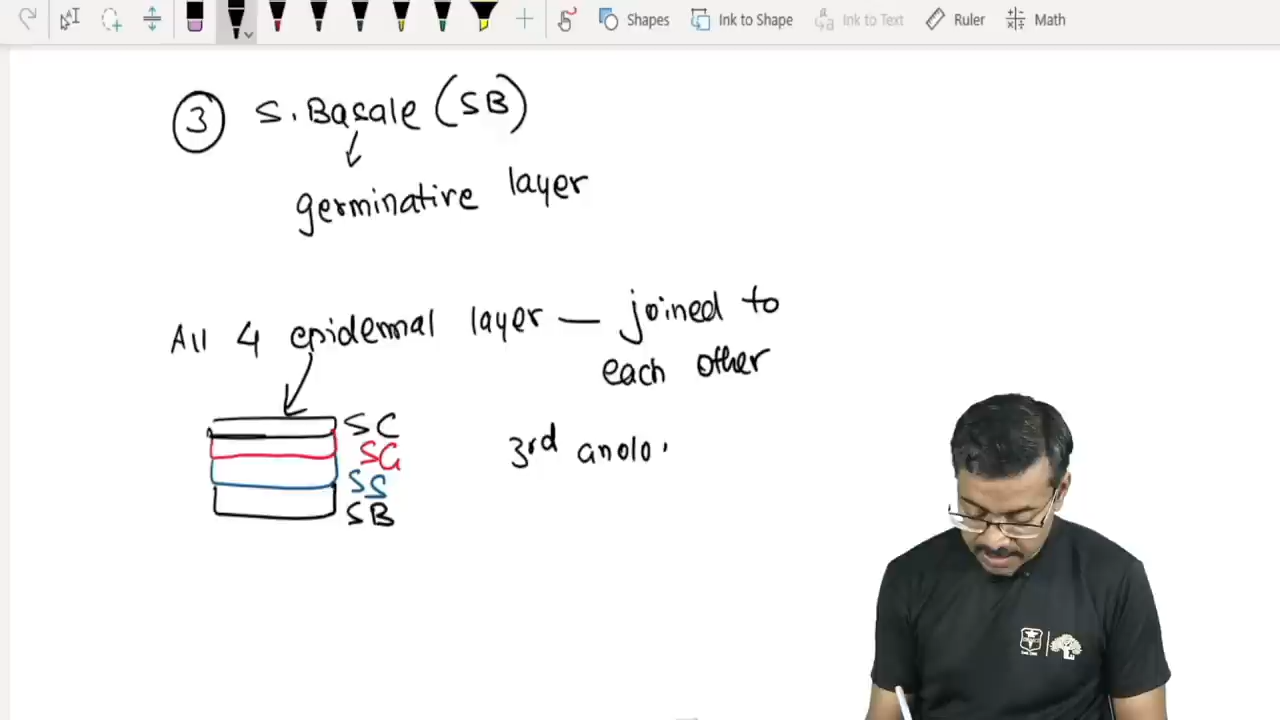 Shapes Ink to Shape Ink to Text Ruler Math
3 S. Basale (SB)
germinative layer
All 4 epidermal layer — joined to
each other
SC
SG
SS
SB
3rd anolo